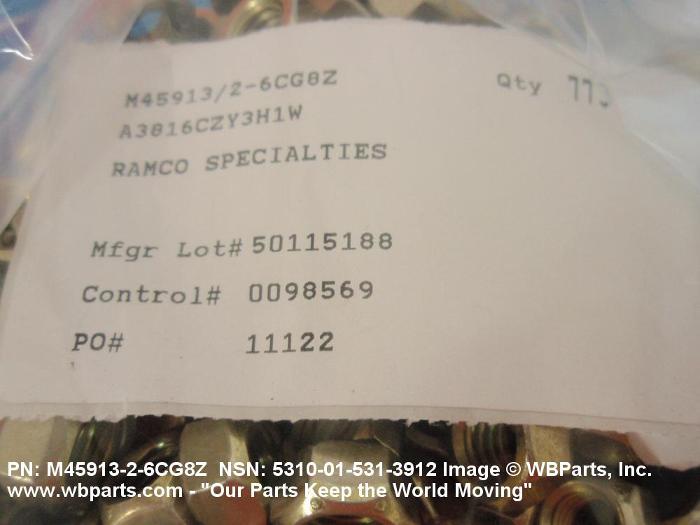 M45913/2-6CG8Z
Qty
A3816CZY3H1W
RAMCO SPECIALTIES
Mfgr Lot# 50115188
Control# 0098569
PO# 11122
PN: M45913-2-6CG8Z NSN: 5310-01-531-3912 Image © WBParts, Inc.
www.wbparts.com - "Our Parts Keep the World Moving"